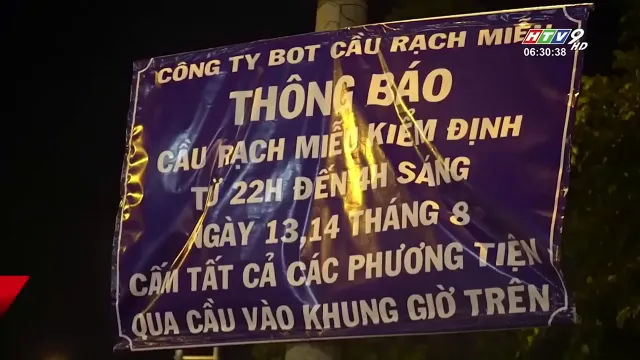 CÔNG TY BOT CẦU RẠCH MIỄU
THÔNG BÁO
CẦU RẠCH MIỄU KIỂM ĐỊNH
TỪ 22H ĐẾN 4H SÁNG
NGÀY 13,14 THÁNG 8
CẤM TẤT CẢ CÁC PHƯƠNG TIỆN
QUA CẦU VÀO KHUNG GIỜ TRÊN
HTV9 HD
06:30:38